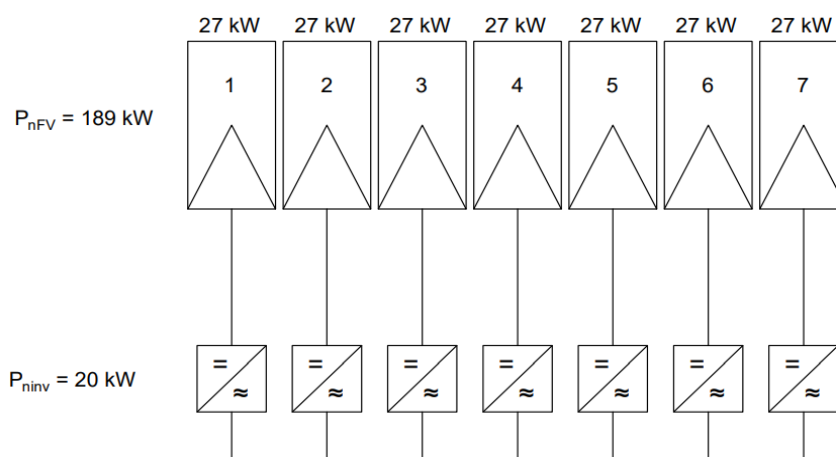 27 kW 27 kW 27 kW 27 kW 27 kW 27 kW 27 kW
1 2 3 4 5 6 7
PnFV = 189 kW
= = = = = = =
Pninv = 20 kW
≈ ≈ ≈ ≈ ≈ ≈ ≈